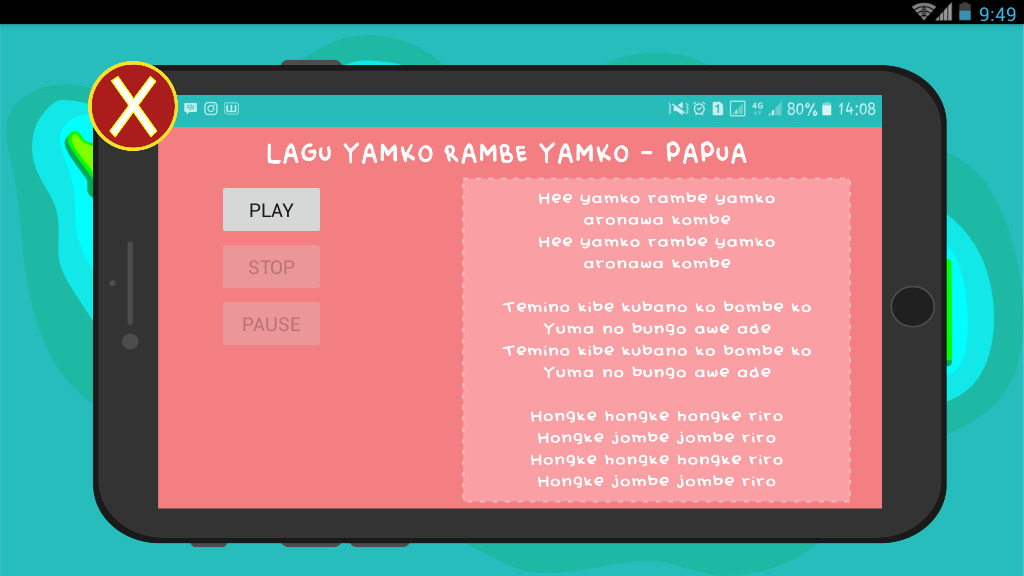 9:49
X
1 4G 80% 14:08
LAGU YAMKO RAMBE YAMKO - PAPUA
PLAY
STOP
PAUSE
Hee yamko rambe yamko
aronawa kombe
Hee yamko rambe yamko
aronawa kombe
Temino kibe kubano ko bombe ko
Yuma no bungo awe ade
Temino kibe kubano ko bombe ko
Yuma no bungo awe ade
Hongke hongke hongke riro
Hongke jombe jombe riro
Hongke hongke hongke riro
Hongke jombe jombe riro